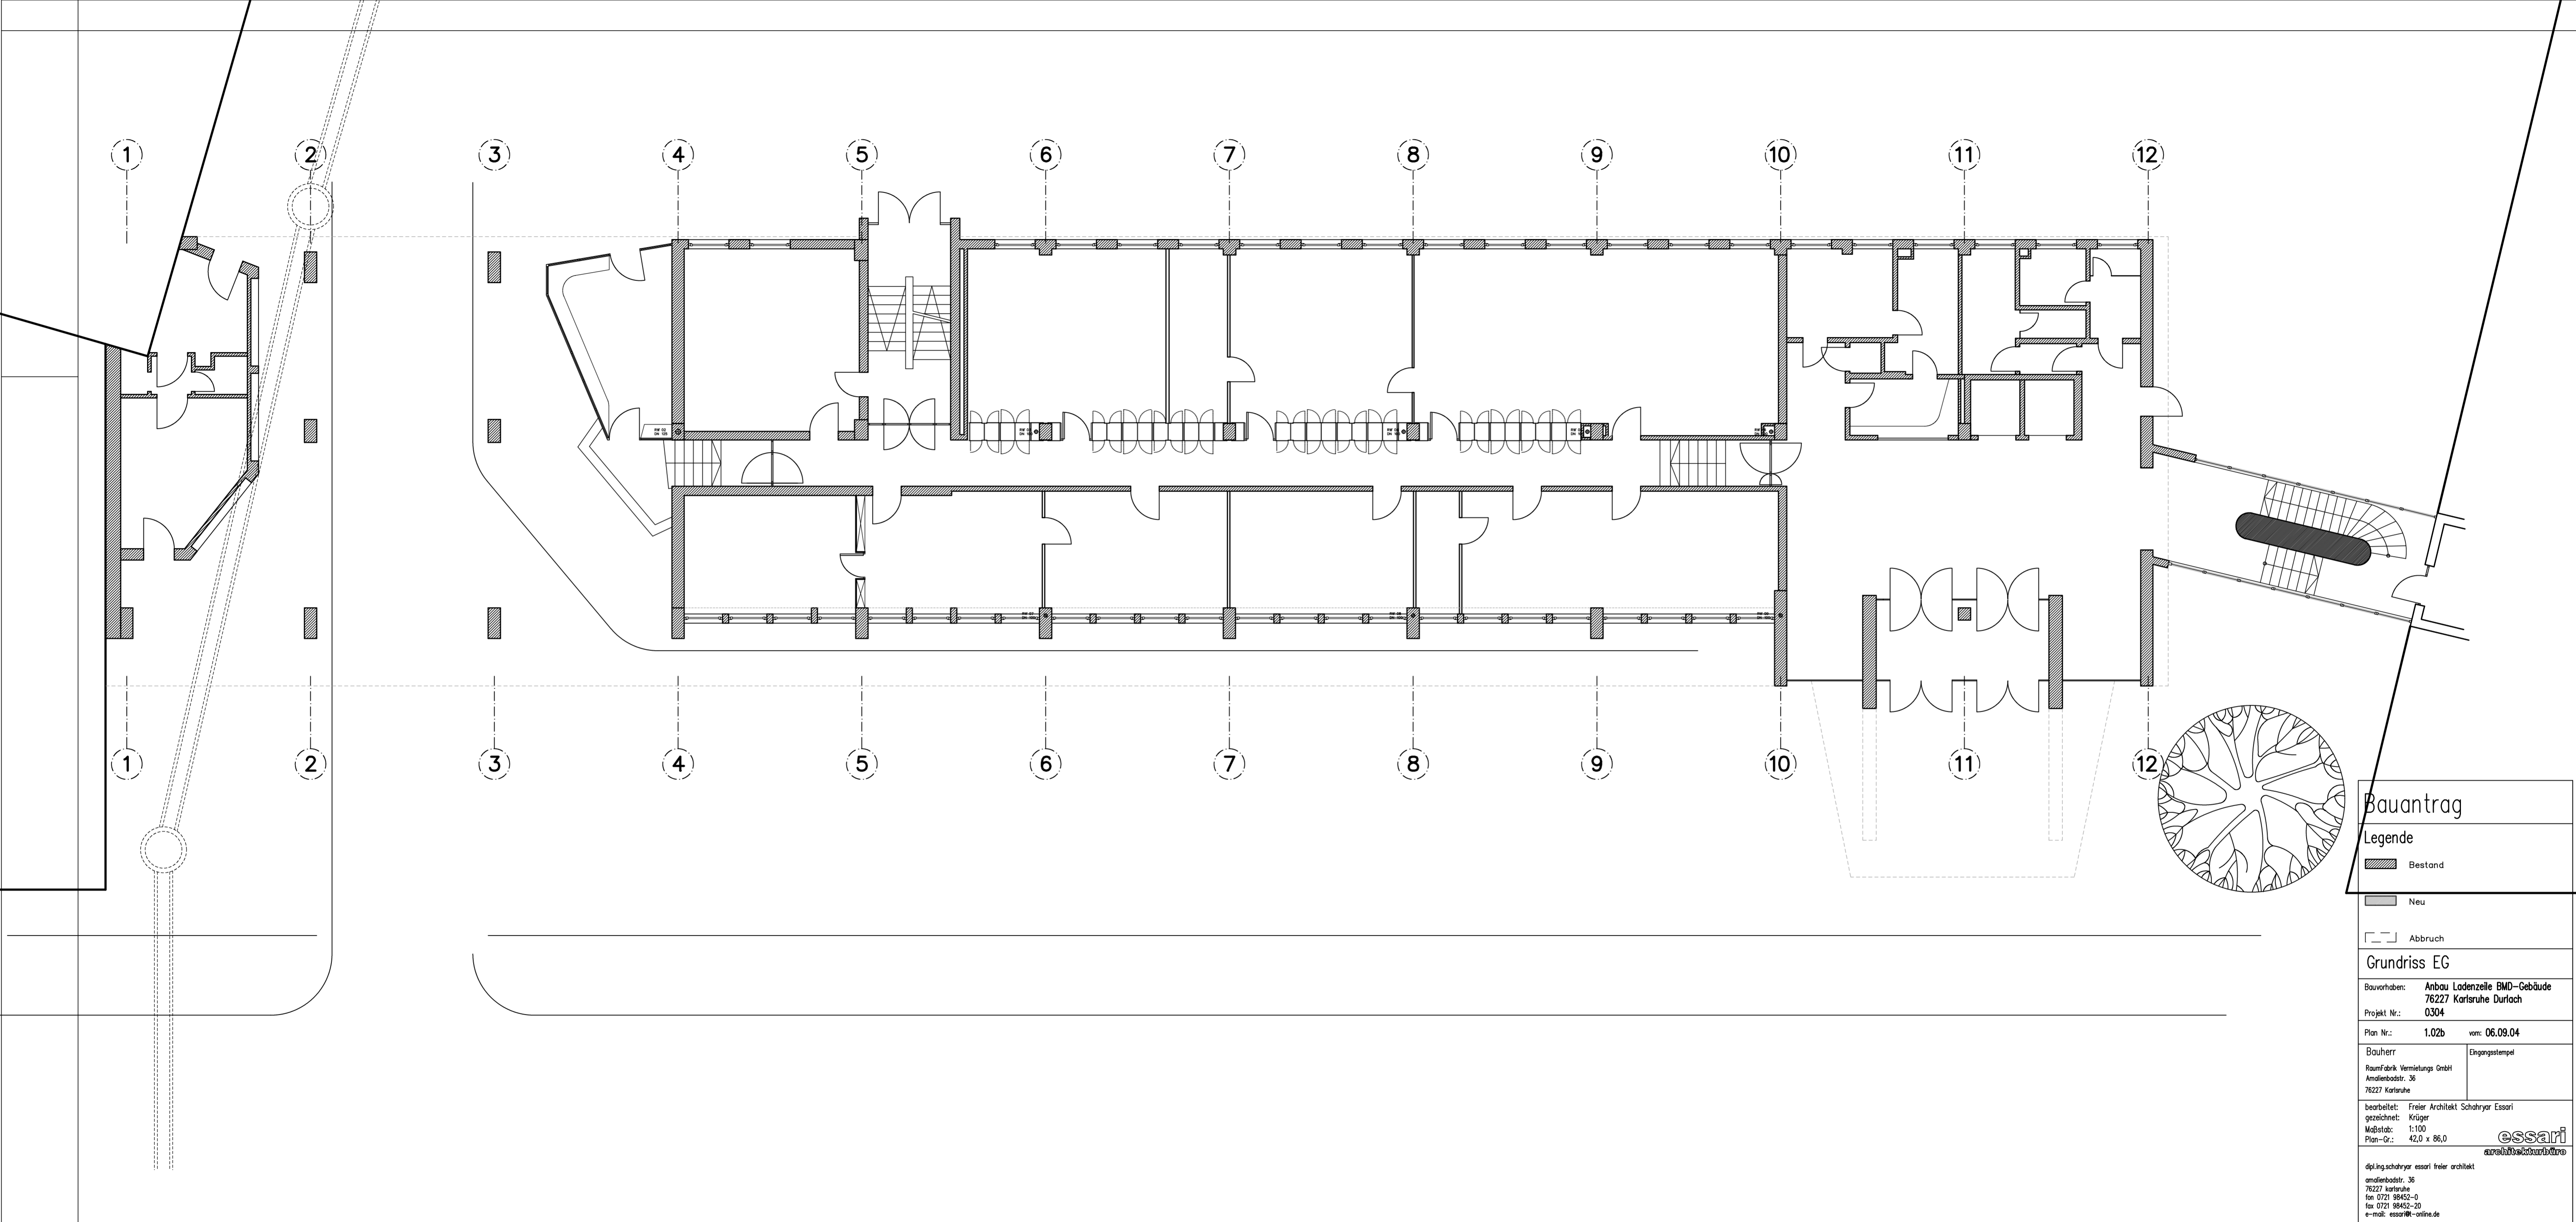 1 2 3 4 5 6 7 8 9 10 11 12
1 2 3 4 5 6 7 8 9 10 11 12
Bauantrag
Legende
Bestand
Neu
Abbruch
Grundriss EG
Bauvorhaben: Anbau Ladenzeile BMD-Gebäude
76227 Karlsruhe Durlach
Projekt Nr.: 0304
Plan Nr.: 1.02b vom: 06.09.04
Bauherr Eingangsstempel
RaumFabrik Vermietungs GmbH
Amalienbadstr. 36
76227 Karlsruhe
bearbeitet: Freier Architekt Schahryar Essari
gezeichnet: Krüger
Maßstab: 1:100
Plan-Gr.: 42,0 x 86,0
essari
architekturbüro
dipl.ing.schahryar essari freier architekt
amalienbadstr. 36
76227 karlsruhe
fon 0721 98452-0
fax 0721 98452-20
e-mail: essari@t-online.de